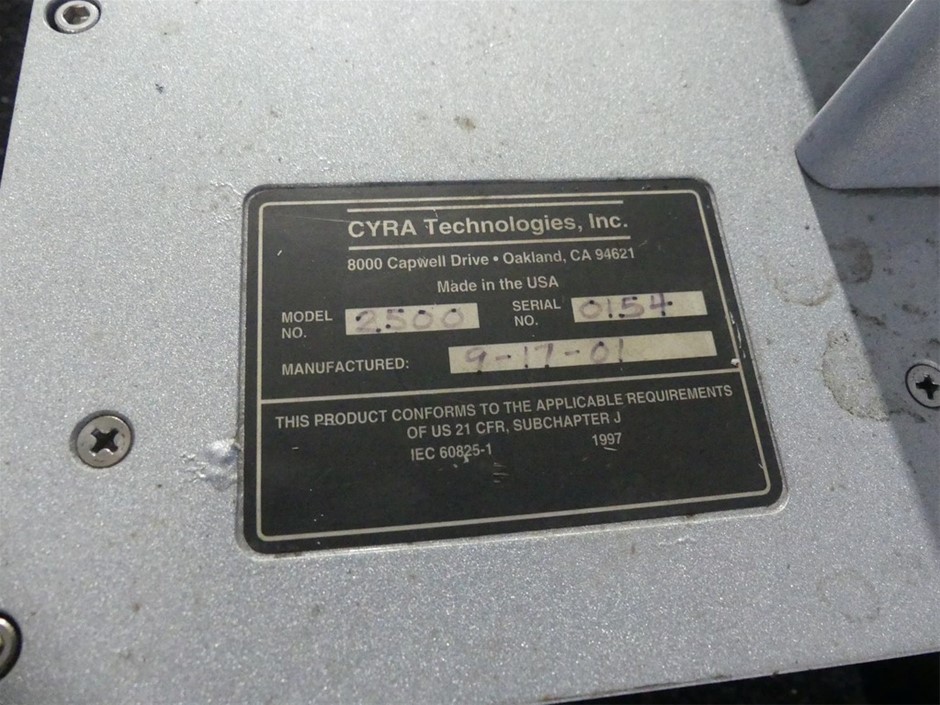 CYRA Technologies, Inc.
8000 Capwell Drive • Oakland, CA 94621
Made in the USA
MODEL NO. 2500 SERIAL NO. 0154
MANUFACTURED: 9-17-01
THIS PRODUCT CONFORMS TO THE APPLICABLE REQUIREMENTS
OF US 21 CFR, SUBCHAPTER J
IEC 60825-1 1997